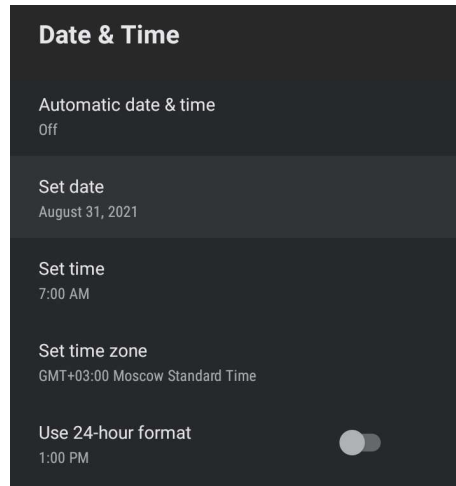 Date & Time
Automatic date & time
Off
Set date
August 31, 2021
Set time
7:00 AM
Set time zone
GMT+03:00 Moscow Standard Time
Use 24-hour format
1:00 PM